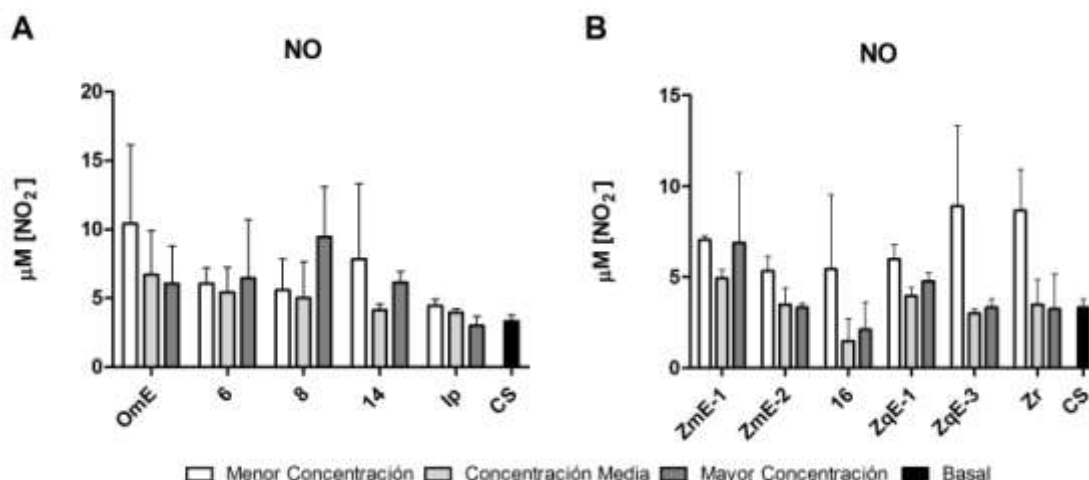 A
NO
µM [NO2]
20
15
10
5
0
OmE
6
8
14
Ip
CS
B
NO
µM [NO2]
15
10
5
0
ZmE-1
ZmE-2
16
ZqE-1
ZqE-3
Zr
CS
Menor Concentración Concentración Media Mayor Concentración Basal